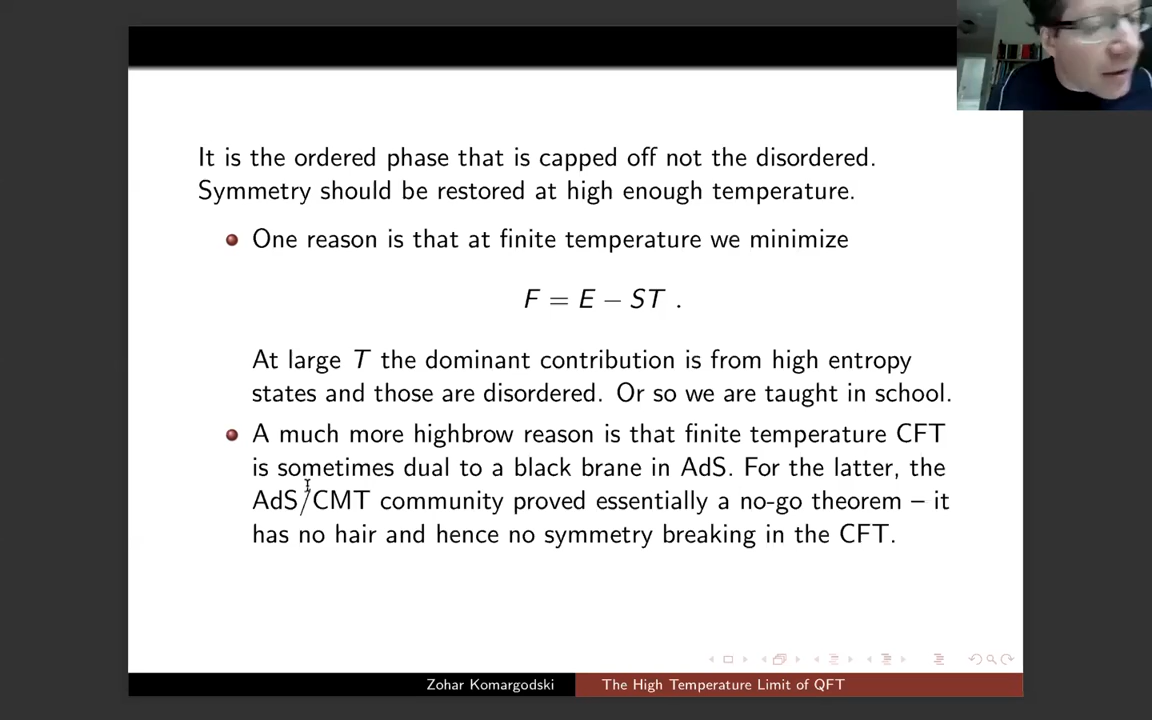 It is the ordered phase that is capped off not the disordered.
Symmetry should be restored at high enough temperature.
One reason is that at finite temperature we minimize
F = E − ST .
At large T the dominant contribution is from high entropy
states and those are disordered. Or so we are taught in school.
A much more highbrow reason is that finite temperature CFT
is sometimes dual to a black brane in AdS. For the latter, the
AdS/CMT community proved essentially a no-go theorem – it
has no hair and hence no symmetry breaking in the CFT.
Zohar Komargodski
The High Temperature Limit of QFT